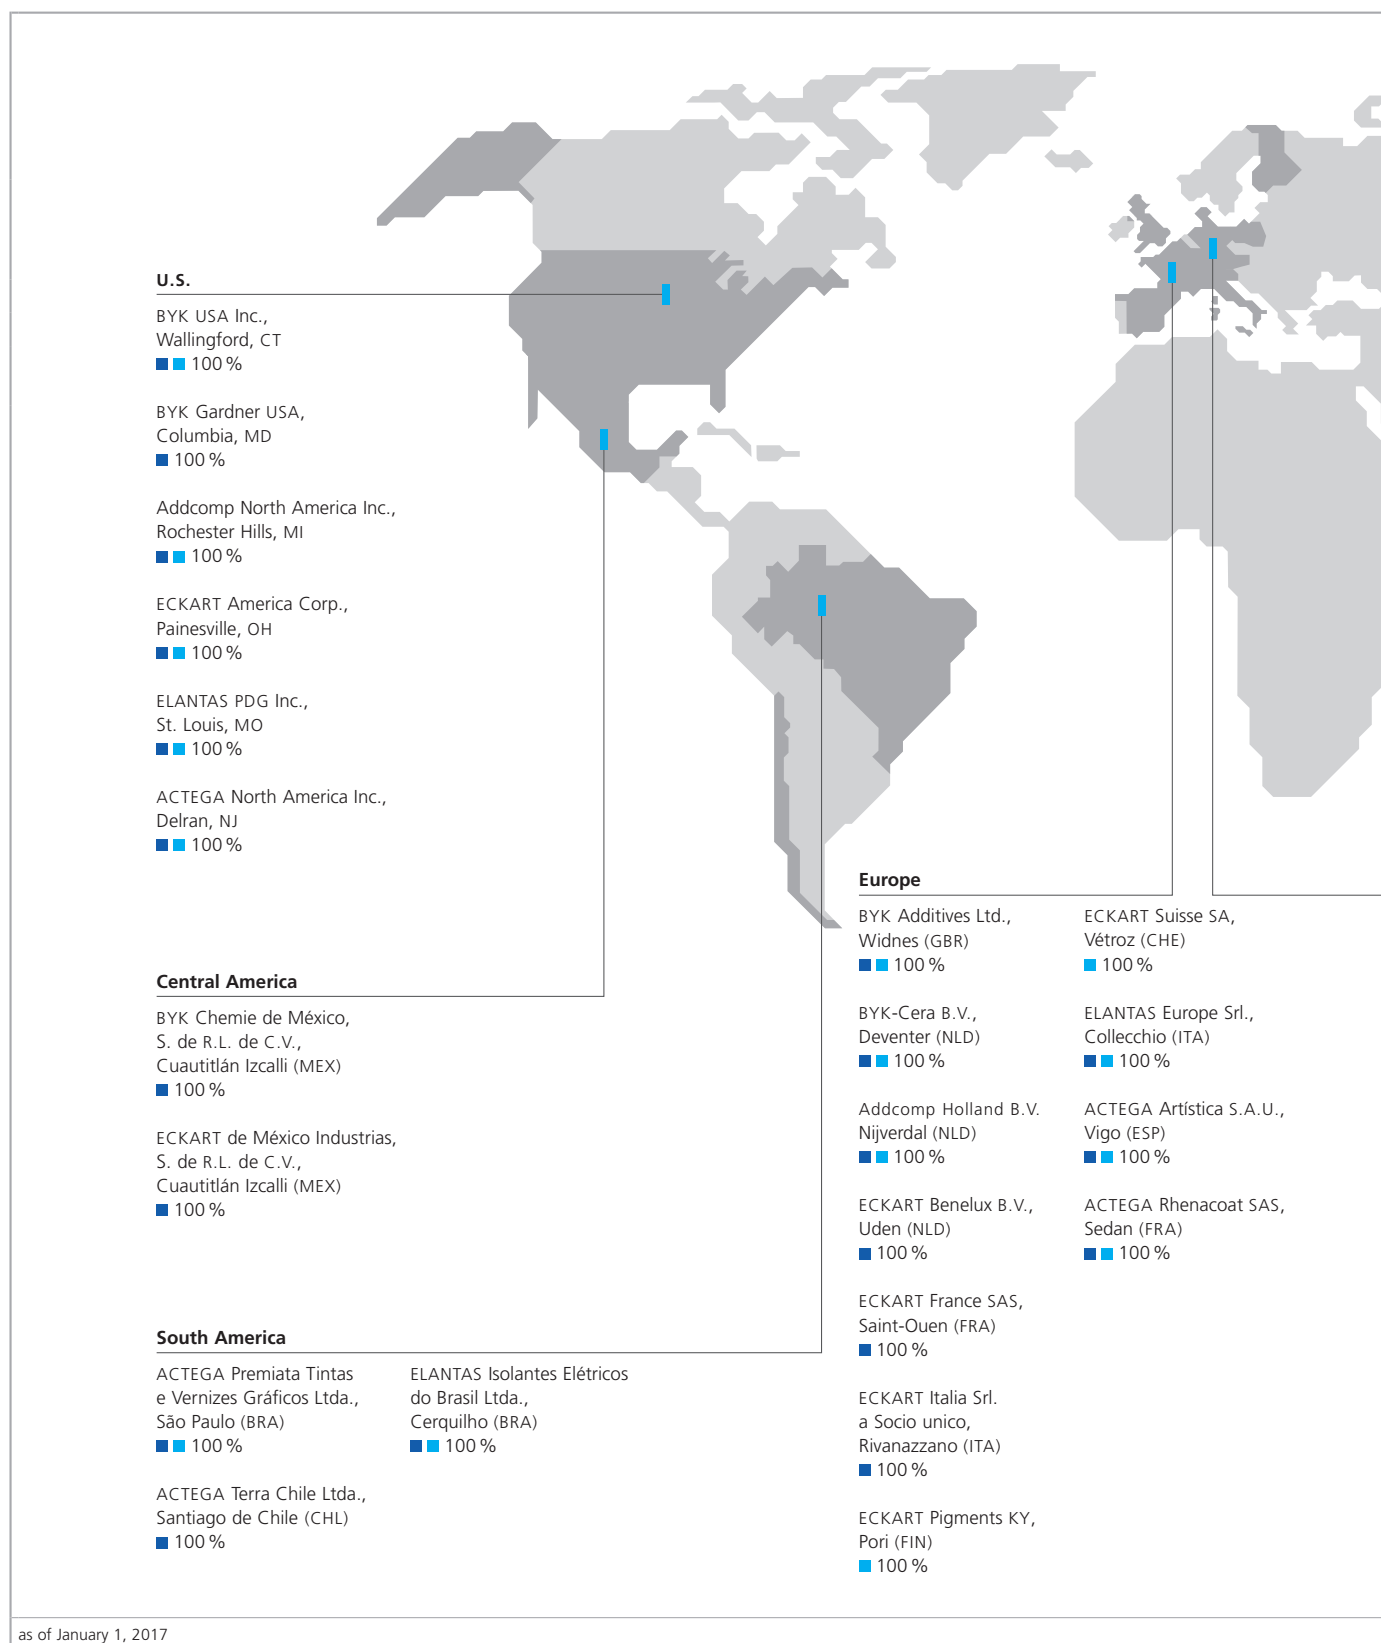 U.S.
BYK USA Inc.,
Wallingford, CT
100 %
BYK Gardner USA,
Columbia, MD
100 %
Addcomp North America Inc.,
Rochester Hills, MI
100 %
ECKART America Corp.,
Painesville, OH
100 %
ELANTAS PDG Inc.,
St. Louis, MO
100 %
ACTEGA North America Inc.,
Delran, NJ
100 %
Central America
BYK Chemie de México,
S. de R.L. de C.V.,
Cuautitlán Izcalli (MEX)
100 %
ECKART de México Industrias,
S. de R.L. de C.V.,
Cuautitlán Izcalli (MEX)
100 %
South America
ACTEGA Premiata Tintas
e Vernizes Gráficos Ltda.,
São Paulo (BRA)
100 %
ACTEGA Terra Chile Ltda.,
Santiago de Chile (CHL)
100 %
ELANTAS Isolantes Elétricos
do Brasil Ltda.,
Cerquilho (BRA)
100 %
Europe
BYK Additives Ltd.,
Widnes (GBR)
100 %
BYK-Cera B.V.,
Deventer (NLD)
100 %
Addcomp Holland B.V.
Nijverdal (NLD)
100 %
ECKART Benelux B.V.,
Uden (NLD)
100 %
ECKART France SAS,
Saint-Ouen (FRA)
100 %
ECKART Italia Srl.
a Socio unico,
Rivanazzano (ITA)
100 %
ECKART Pigments KY,
Pori (FIN)
100 %
ECKART Suisse SA,
Vétroz (CHE)
100 %
ELANTAS Europe Srl.,
Collecchio (ITA)
100 %
ACTEGA Artística S.A.U.,
Vigo (ESP)
100 %
ACTEGA Rhenacoat SAS,
Sedan (FRA)
100 %
as of January 1, 2017